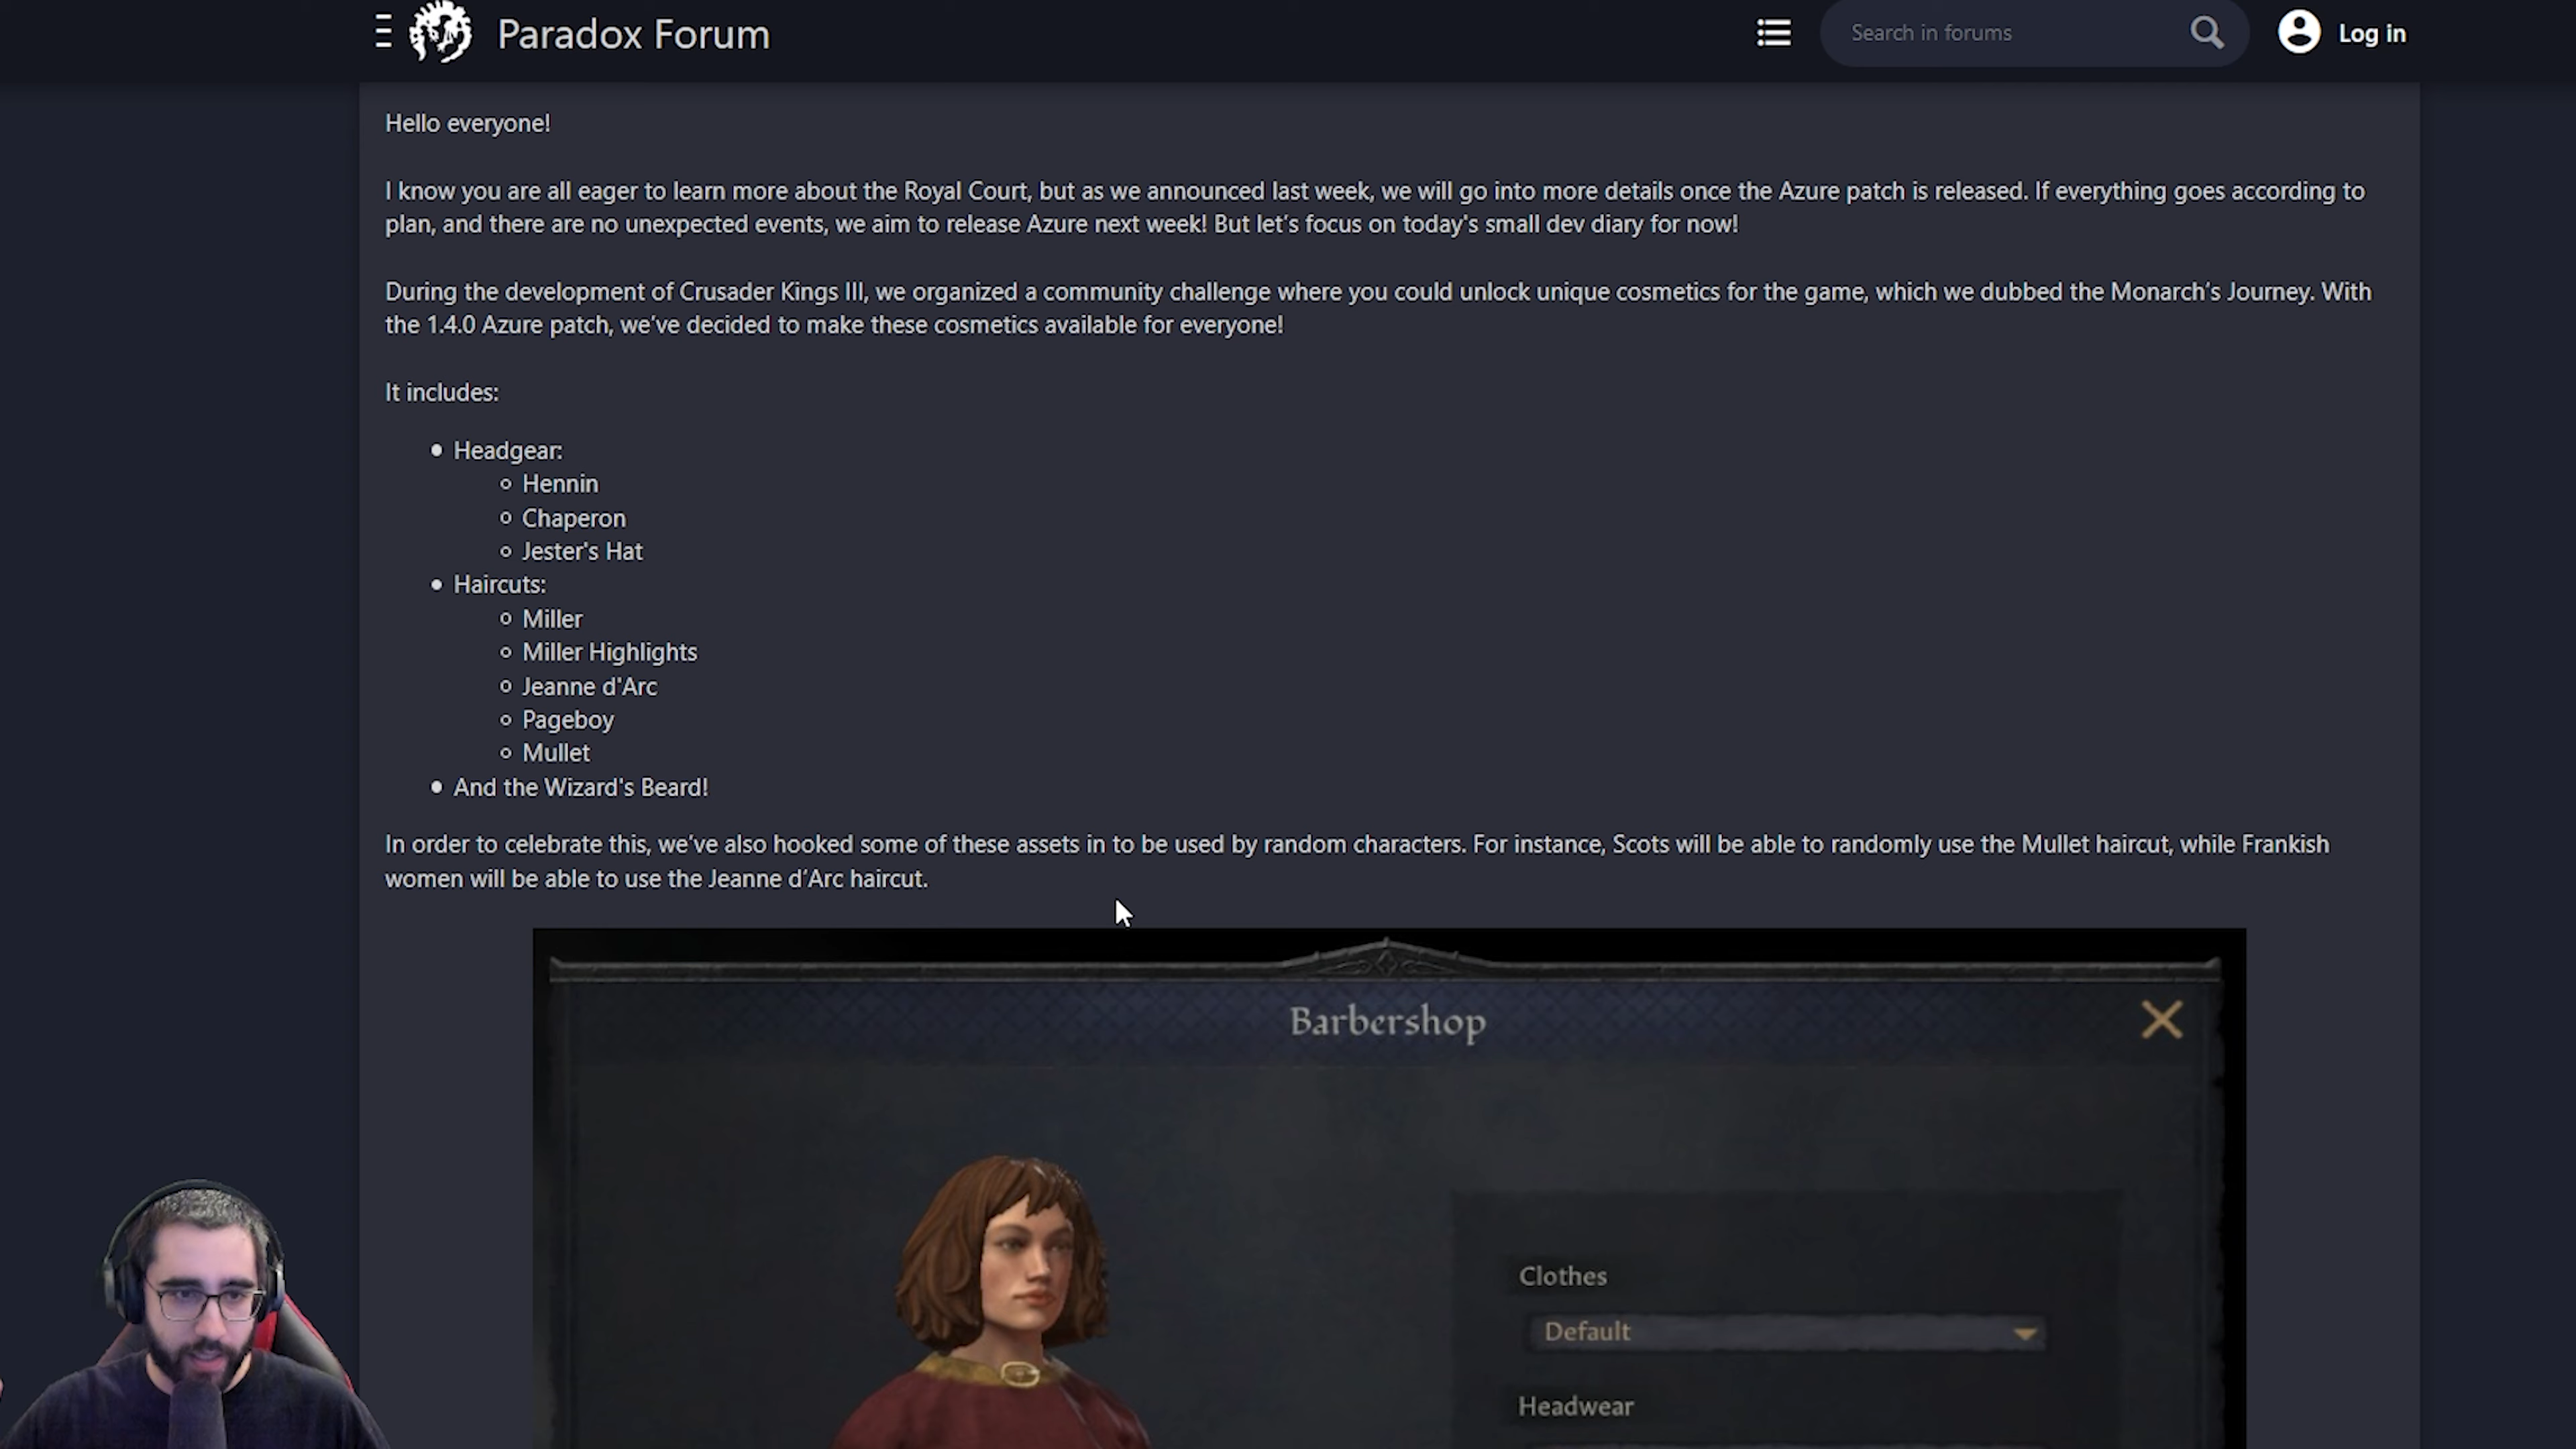 Paradox Forum
Search in forums
Log in
Hello everyone!
I know you are all eager to learn more about the Royal Court, but as we announced last week, we will go into more details once the Azure patch is released. If everything goes according to
plan, and there are no unexpected events, we aim to release Azure next week! But let's focus on today's small dev diary for now!
During the development of Crusader Kings III, we organized a community challenge where you could unlock unique cosmetics for the game, which we dubbed the Monarch's Journey. With
the 1.4.0 Azure patch, we've decided to make these cosmetics available for everyone!
It includes:
Headgear:
Hennin
Chaperon
Jester's Hat
Haircuts:
Miller
Miller Highlights
Jeanne d'Arc
Pageboy
Mullet
And the Wizard's Beard!
In order to celebrate this, we've also hooked some of these assets in to be used by random characters. For instance, Scots will be able to randomly use the Mullet haircut, while Frankish
women will be able to use the Jeanne d'Arc haircut.
Barbershop
Clothes
Default
Headwear